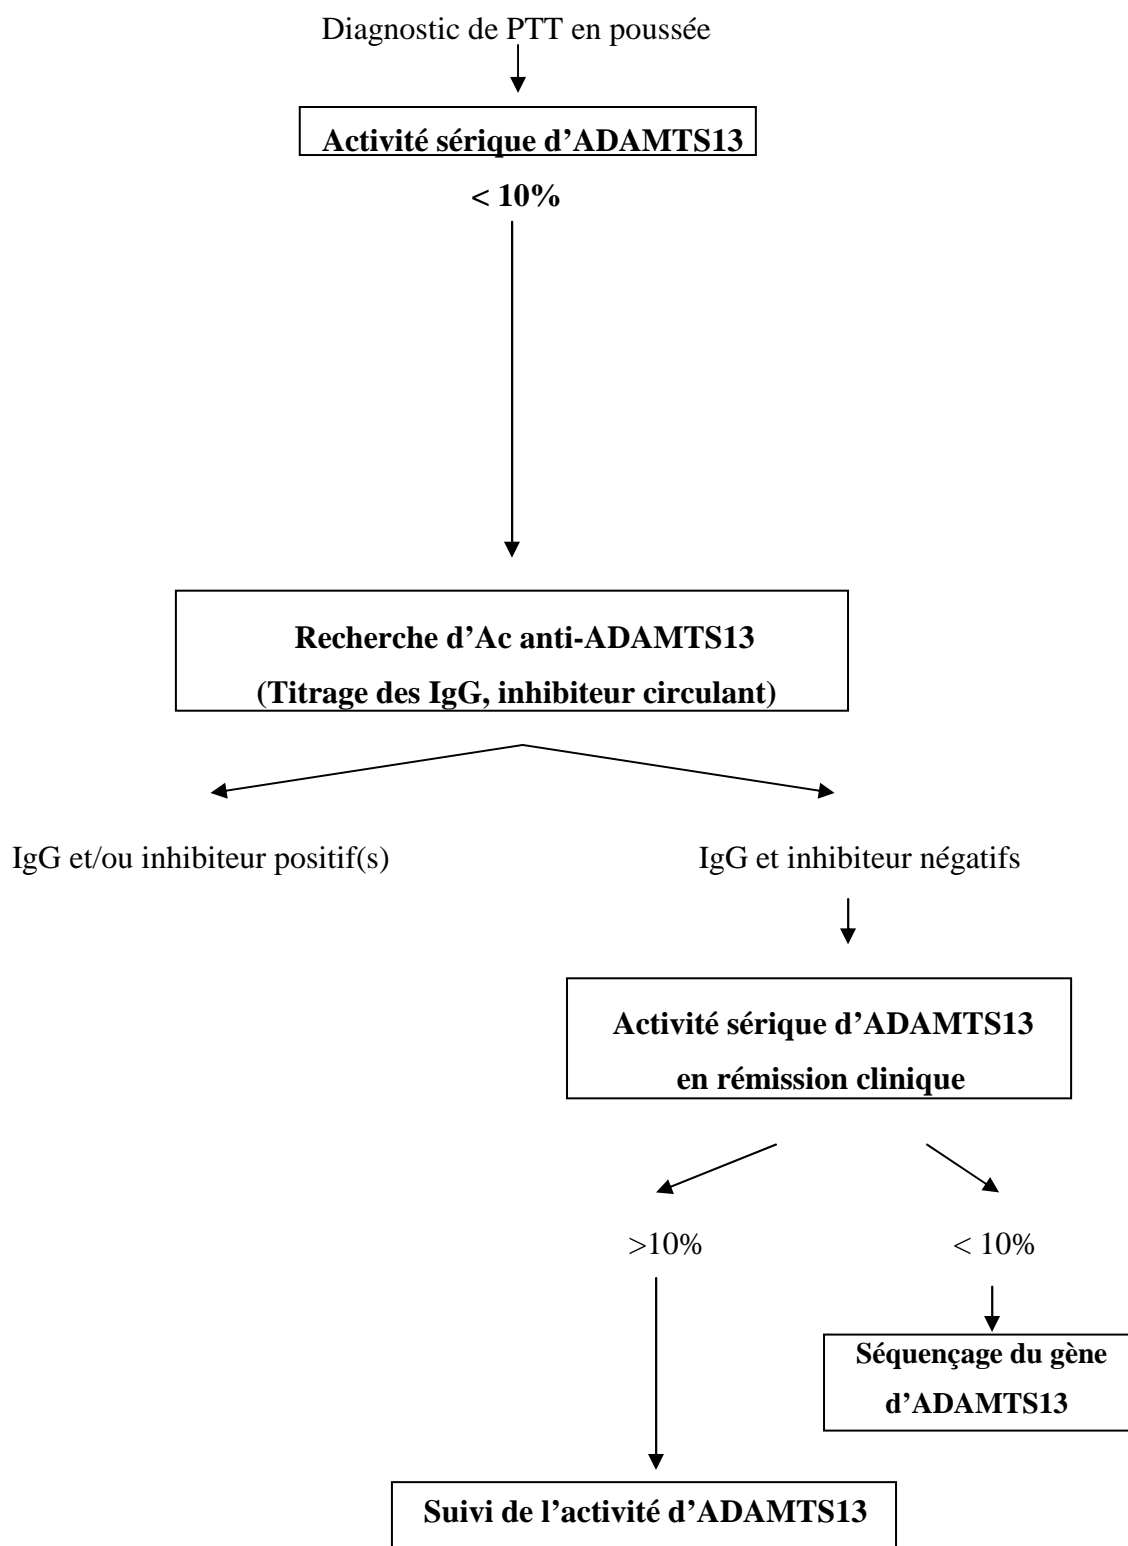 Diagnostic de PTT en poussée
Activité sérique d’ADAMTS13
< 10%
Recherche d’Ac anti-ADAMTS13
(Titrage des IgG, inhibiteur circulant)
IgG et/ou inhibiteur positif(s)
IgG et inhibiteur négatifs
Activité sérique d’ADAMTS13
en rémission clinique
>10%
< 10%
Séquençage du gène
d’ADAMTS13
Suivi de l’activité d’ADAMTS13